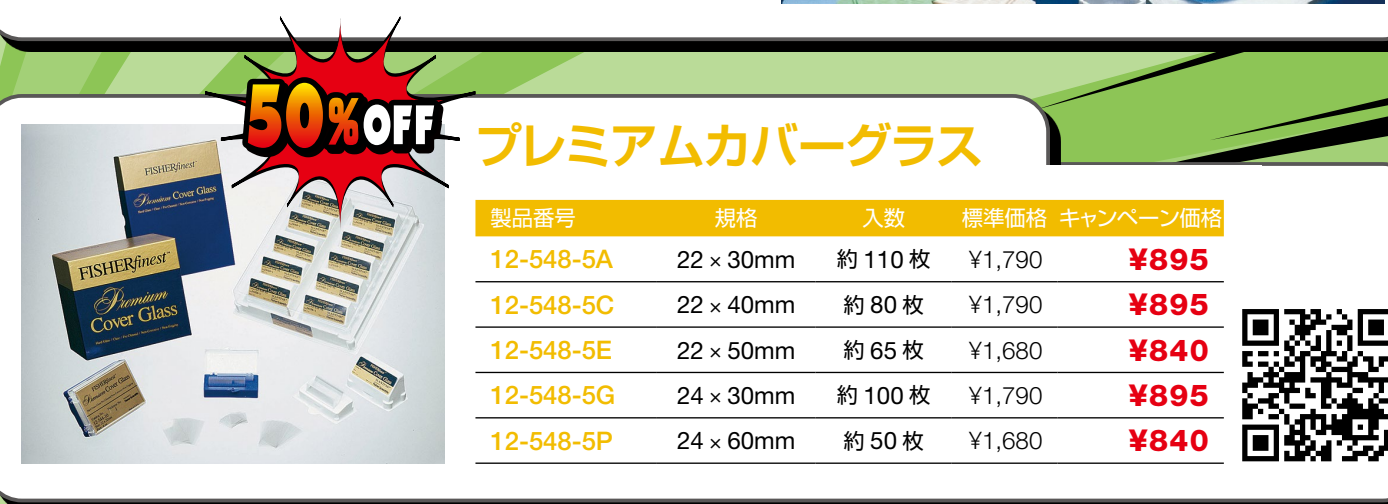 50%OFF
プレミアムカバーグラス
FISHERfinest
Premium Cover Glass
FISHERfinest
Premium
Cover Glass
FISHERfinest
Premium Cover Glass
製品番号 規格 入数 標準価格 キャンペーン価格
12-548-5A 22 × 30mm 約 110 枚 ¥1,790 ¥895
12-548-5C 22 × 40mm 約 80 枚 ¥1,790 ¥895
12-548-5E 22 × 50mm 約 65 枚 ¥1,680 ¥840
12-548-5G 24 × 30mm 約 100 枚 ¥1,790 ¥895
12-548-5P 24 × 60mm 約 50 枚 ¥1,680 ¥840